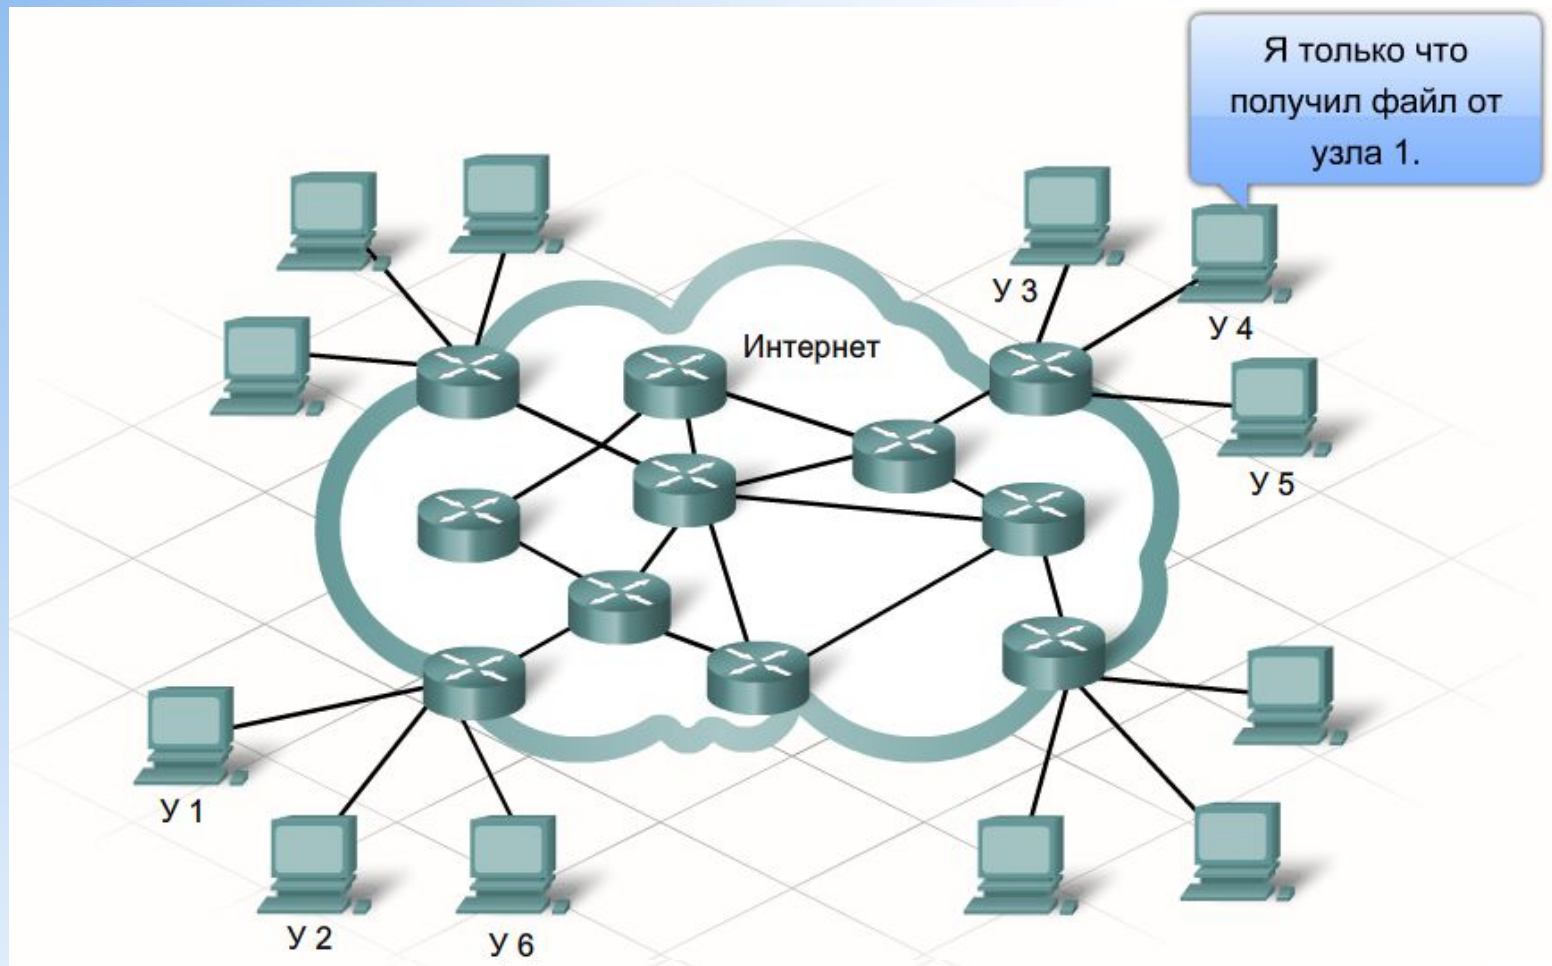 Я только что
получил файл от
узла 1.
У 3
У 4
Интернет
У 5
У 1
У 2
У 6